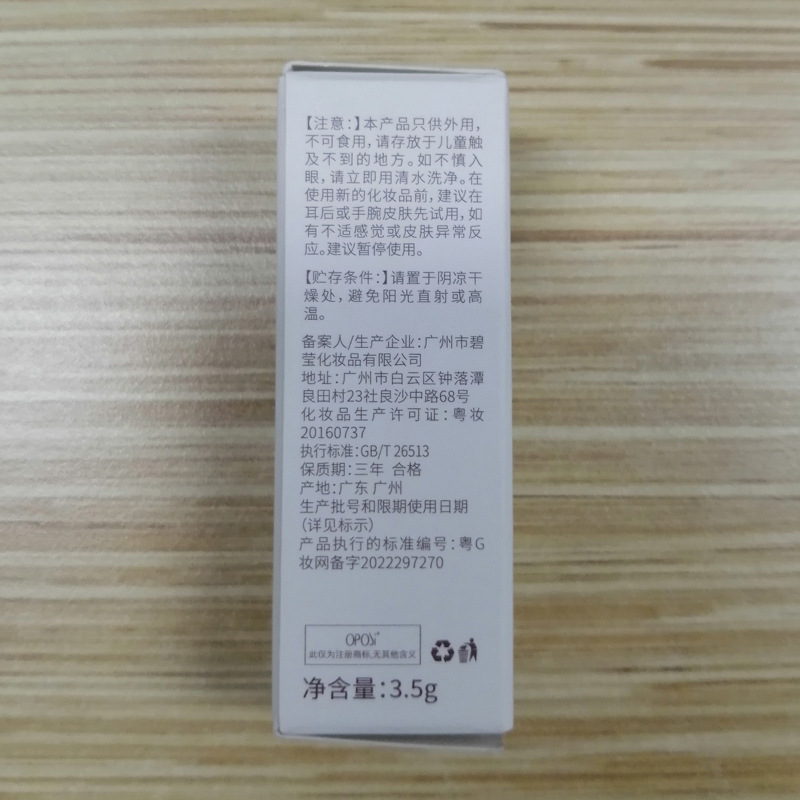 【注意:】本产品只供外用,
不可食用,请存放于儿童触
及不到的地方。如不慎入
眼,请立即用清水洗净。在
使用新的化妆品前,建议在
耳后或手腕皮肤先试用,如
有不适感觉或皮肤异常反
应。建议暂停使用。
【贮存条件:】请置于阴凉干
燥处,避免阳光直射或高
温。
备案人/生产企业:广州市碧
莹化妆品有限公司
地址:广州市白云区钟落潭
良田村23社良沙中路68号
化妆品生产许可证:粤妆
20160737
执行标准:GB/T 26513
保质期:三年 合格
产地:广东 广州
生产批号和限期使用日期
(详见标示)
产品执行的标准编号:粤G
妆网备字2022297270
OPOSi
此仅为注册商标,无其他含义
净含量:3.5g